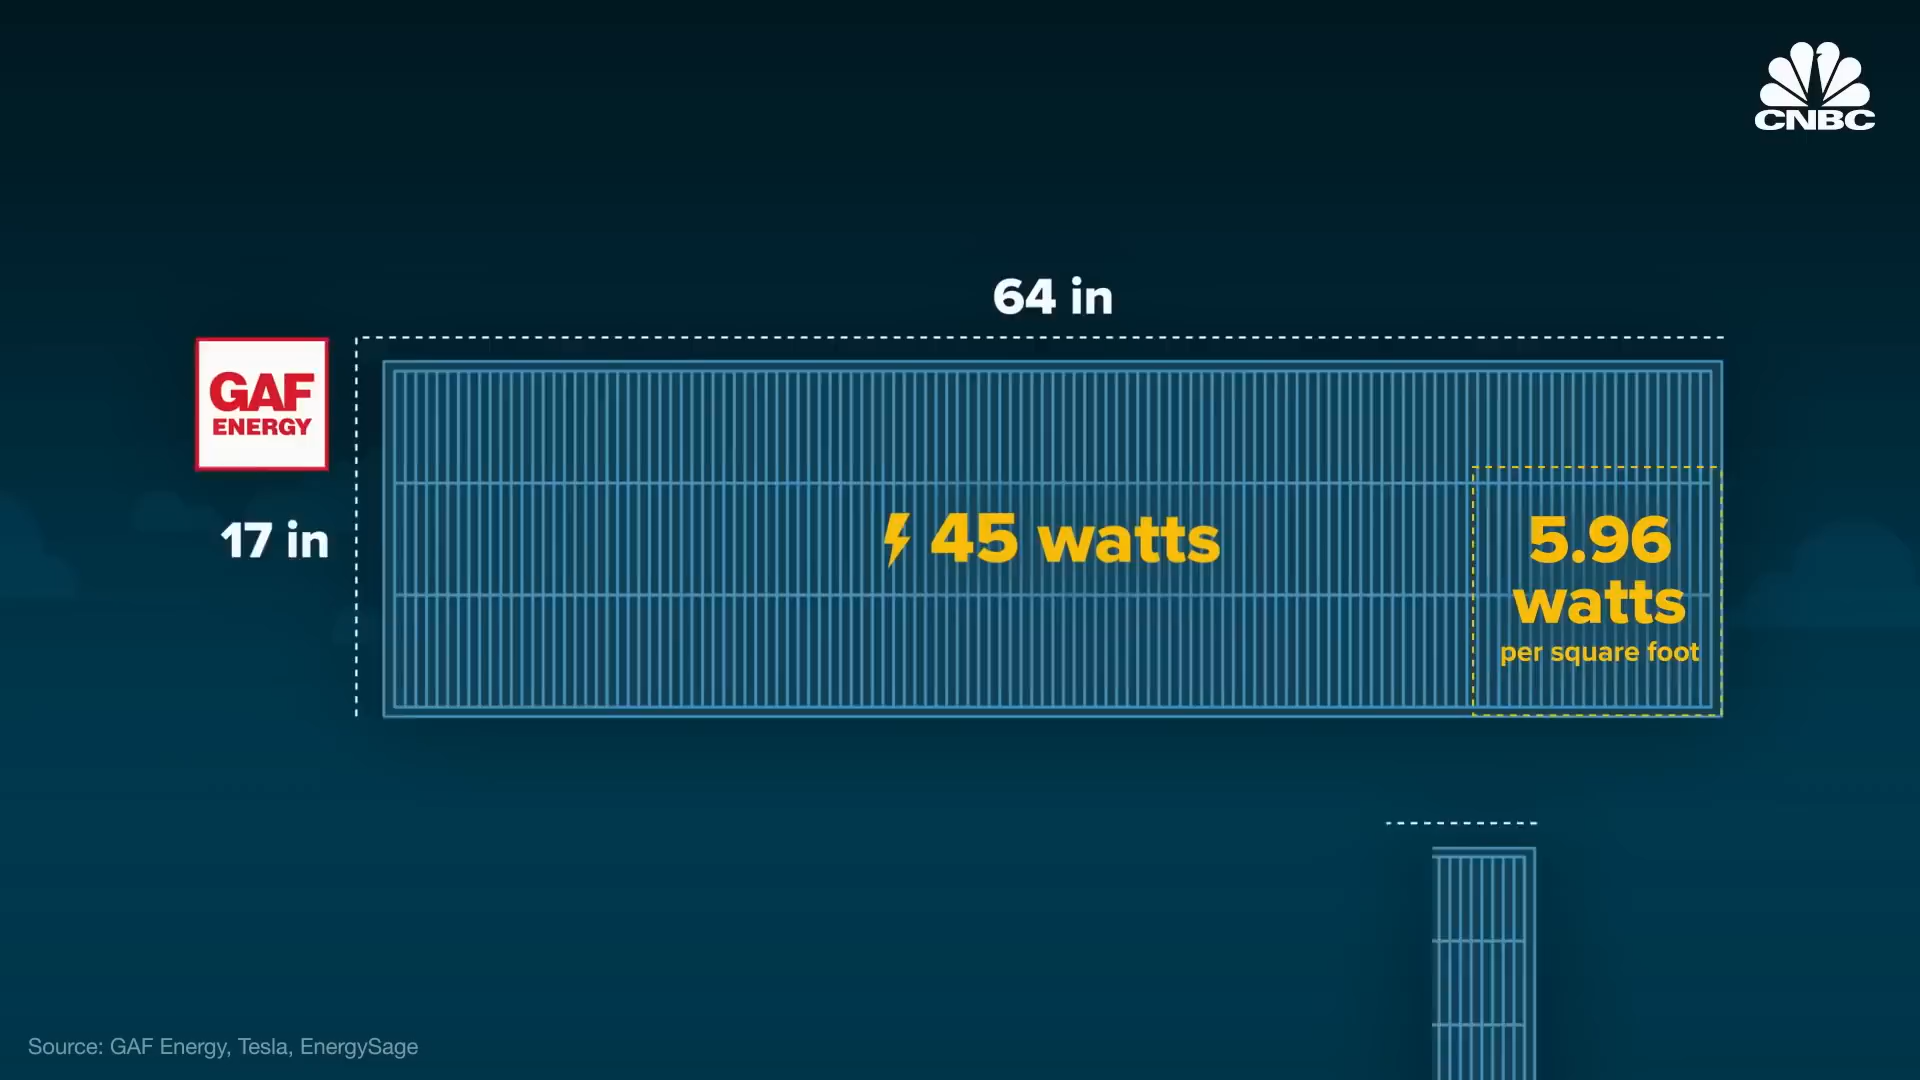 CNBC
64 in
GAF
ENERGY
17 in
45 watts
5.96
watts
per square foot
Source: GAF Energy, Tesla, EnergySage